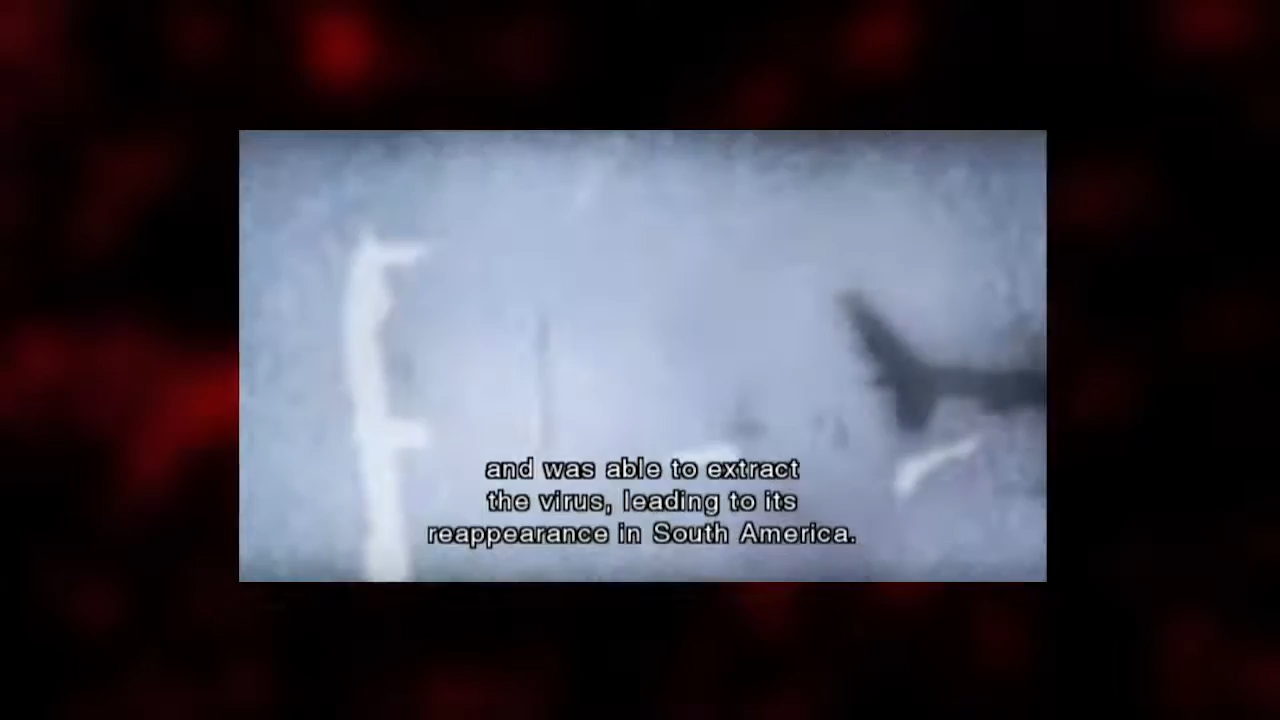 and was able to extract
the virus, leading to its
reappearance in South America.